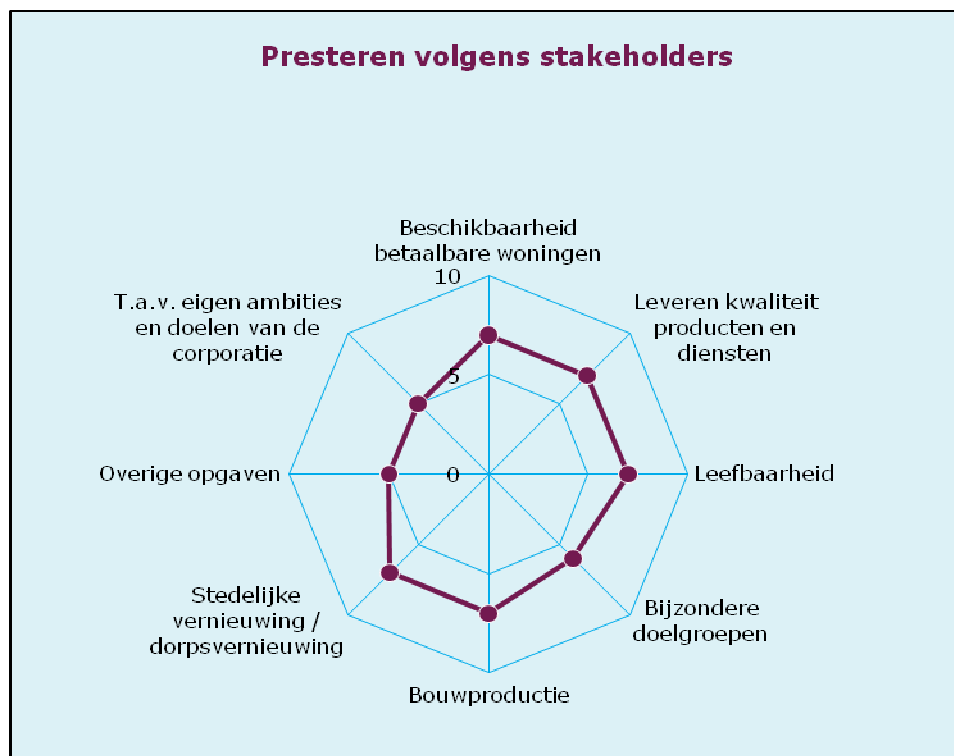 Presteren volgens stakeholders
Beschikbaarheid
betaalbare woningen
10
T.a.v. eigen ambities
en doelen van de
corporatie
Leveren kwaliteit
producten en
diensten
5
Overige opgaven
0
Leefbaarheid
Stedelijke
vernieuwing /
dorpsvernieuwing
Bijzondere
doelgroepen
Bouwproductie